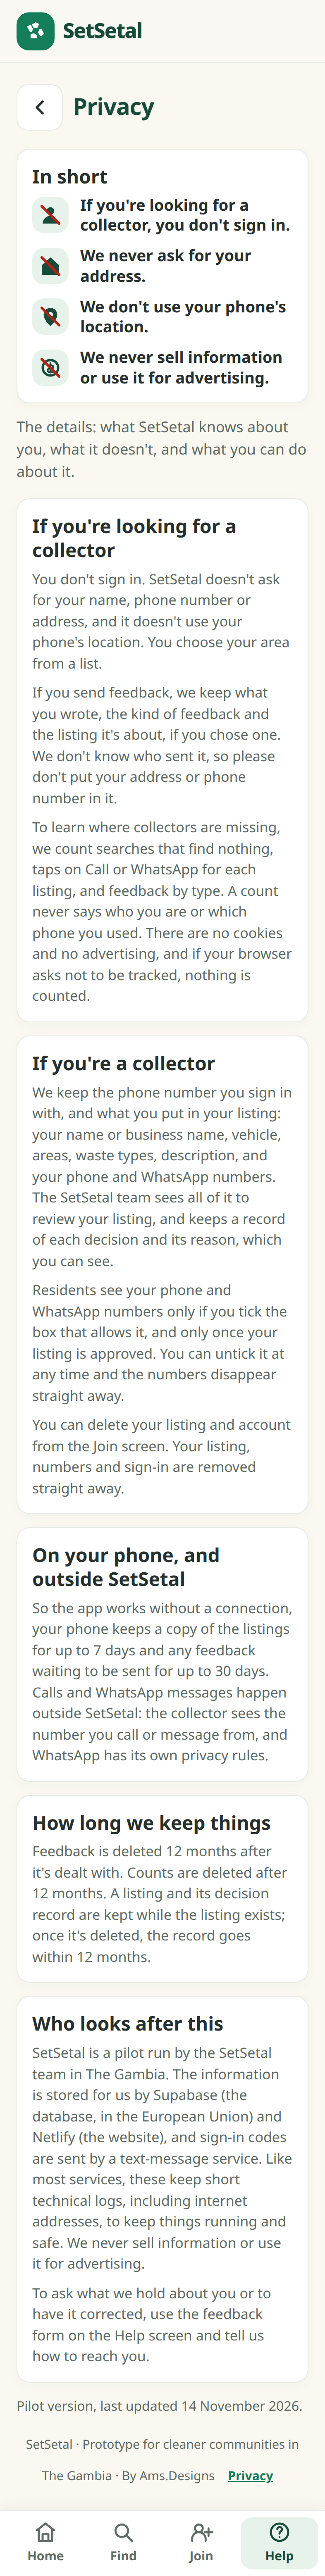 SetSetal
Privacy
In short
If you're looking for a
collector, you don't sign in.
We never ask for your
address.
We don't use your phone's
location.
We never sell information
or use it for advertising.
The details: what SetSetal knows about
you, what it doesn't, and what you can do
about it.
If you're looking for a
collector
You don't sign in. SetSetal doesn't ask
for your name, phone number or
address, and it doesn't use your
phone's location. You choose your area
from a list.
If you send feedback, we keep what
you wrote, the kind of feedback and
the listing it's about, if you chose one.
We don't know who sent it, so please
don't put your address or phone
number in it.
To learn where collectors are missing,
we count searches that find nothing,
taps on Call or WhatsApp for each
listing, and feedback by type. A count
never says who you are or which
phone you used. There are no cookies
and no advertising, and if your browser
asks not to be tracked, nothing is
counted.
If you're a collector
We keep the phone number you sign in
with, and what you put in your listing:
your name or business name, vehicle,
areas, waste types, description, and
your phone and WhatsApp numbers.
The SetSetal team sees all of it to
review your listing, and keeps a record
of each decision and its reason, which
you can see.
Residents see your phone and
WhatsApp numbers only if you tick the
box that allows it, and only once your
listing is approved. You can untick it at
any time and the numbers disappear
straight away.
You can delete your listing and account
from the Join screen. Your listing,
numbers and sign-in are removed
straight away.
On your phone, and
outside SetSetal
So the app works without a connection,
your phone keeps a copy of the listings
for up to 7 days and any feedback
waiting to be sent for up to 30 days.
Calls and WhatsApp messages happen
outside SetSetal: the collector sees the
number you call or message from, and
WhatsApp has its own privacy rules.
How long we keep things
Feedback is deleted 12 months after
it's dealt with. Counts are deleted after
12 months. A listing and its decision
record are kept while the listing exists;
once it's deleted, the record goes
within 12 months.
Who looks after this
SetSetal is a pilot run by the SetSetal
team in The Gambia. The information
is stored for us by Supabase (the
database, in the European Union) and
Netlify (the website), and sign-in codes
are sent by a text-message service. Like
most services, these keep short
technical logs, including internet
addresses, to keep things running and
safe. We never sell information or use
it for advertising.
To ask what we hold about you or to
have it corrected, use the feedback
form on the Help screen and tell us
how to reach you.
Pilot version, last updated 14 November 2026.
SetSetal · Prototype for cleaner communities in
The Gambia · By Ams.Designs Privacy
Home Find Join Help